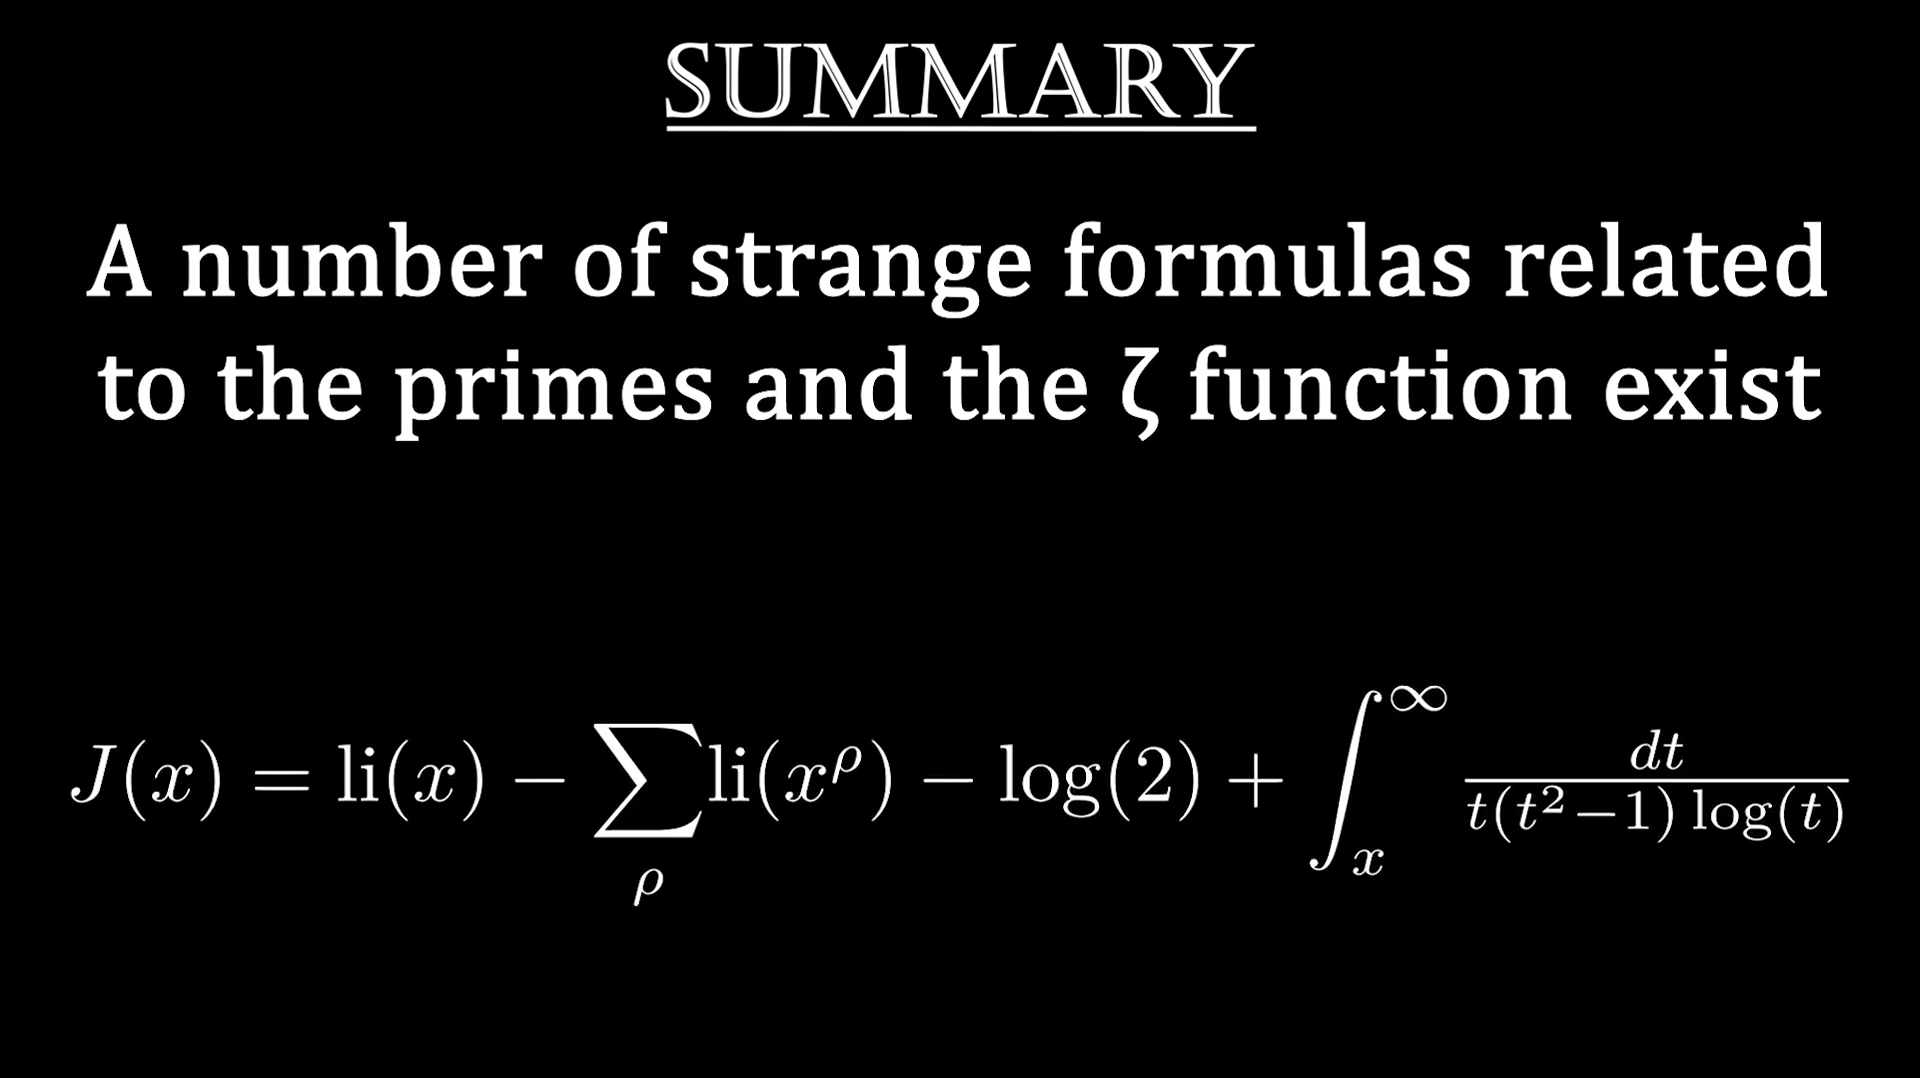 SUMMARY
A number of strange formulas related
to the primes and the ζ function exist
J(x) = li(x) − ∑_ρ li(x^ρ) − log(2) + ∫_x^∞ dt / (t(t²−1) log(t))